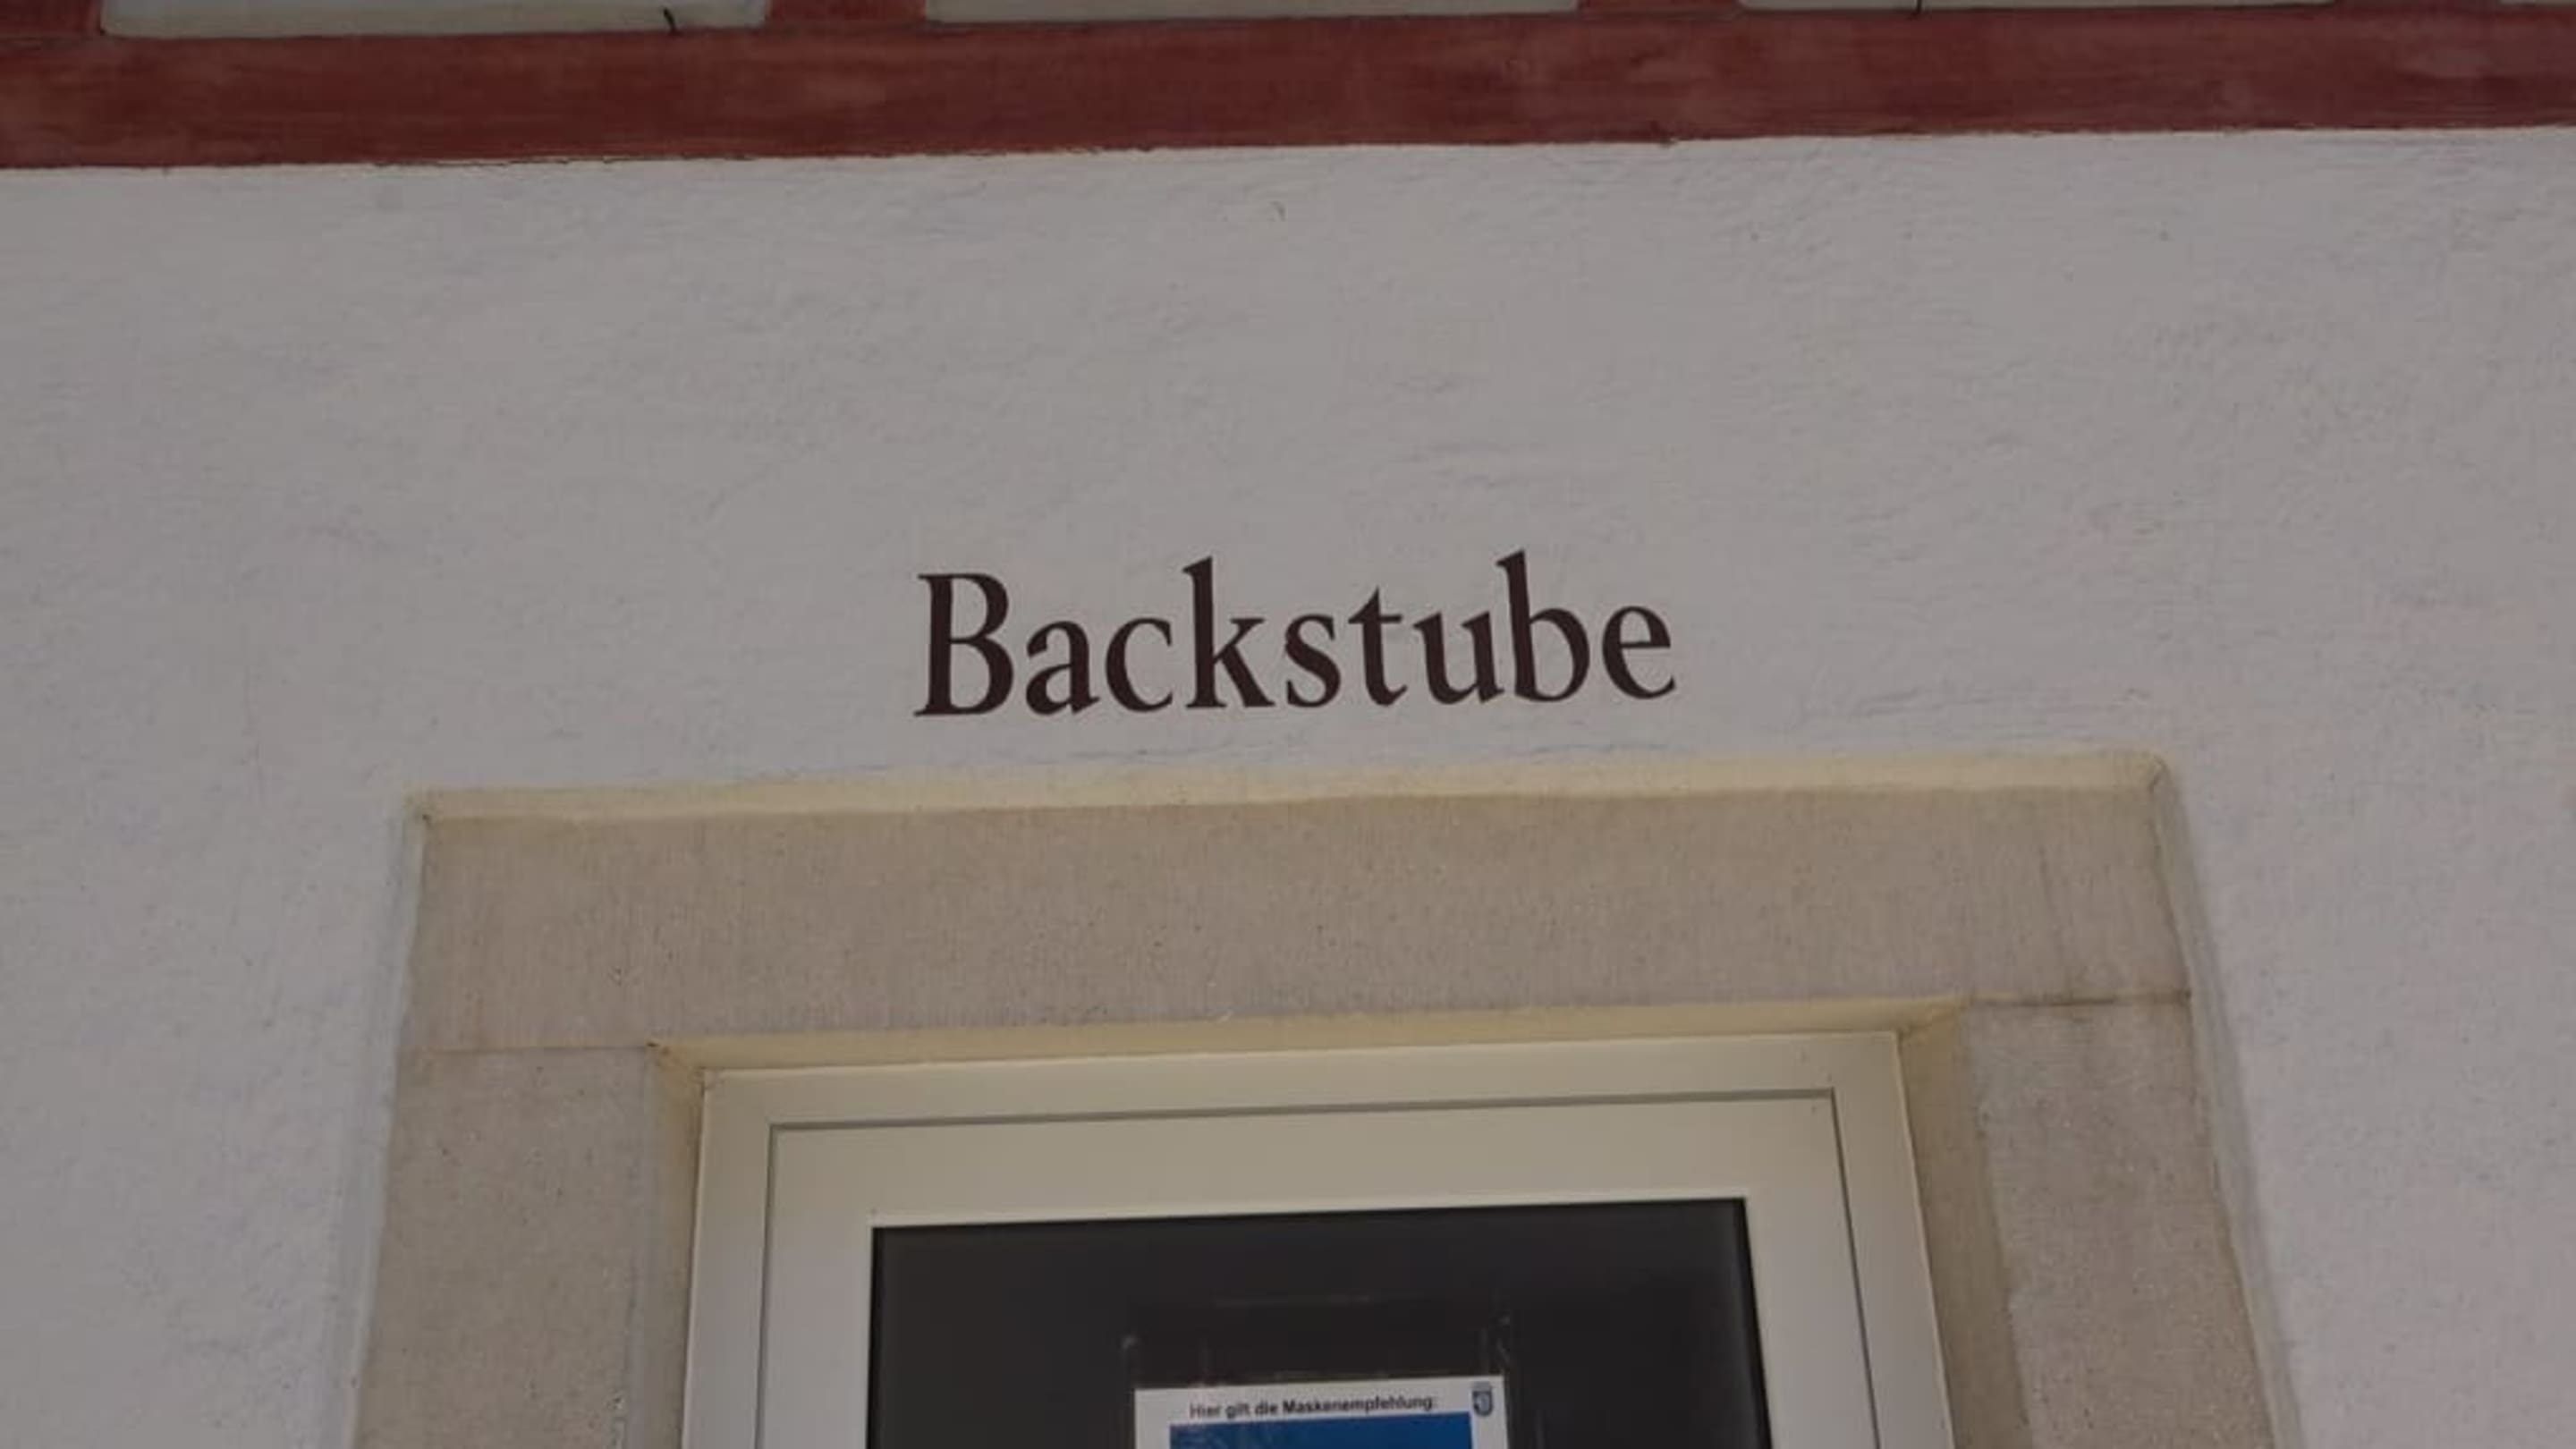 Backstube
Hier gilt die Maskenempfehlung: